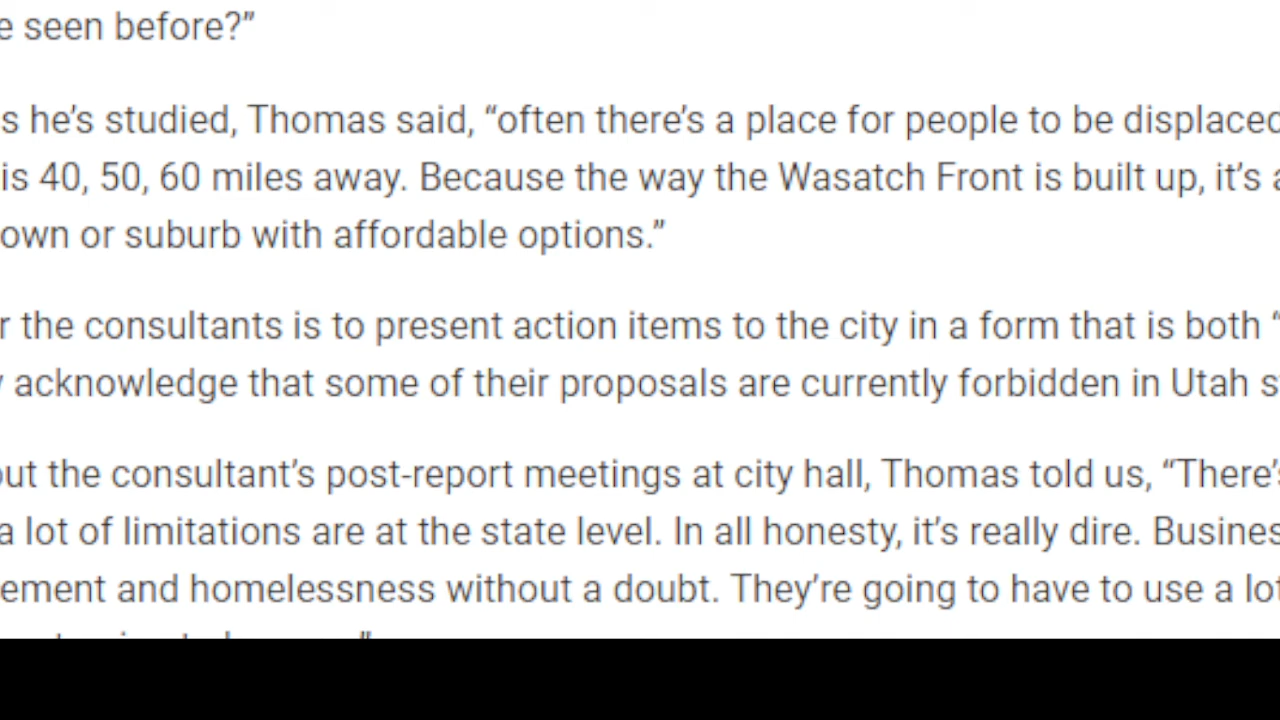 e seen before?”
s he’s studied, Thomas said, “often there’s a place for people to be displaced
is 40, 50, 60 miles away. Because the way the Wasatch Front is built up, it’s a
own or suburb with affordable options.”
r the consultants is to present action items to the city in a form that is both “
y acknowledge that some of their proposals are currently forbidden in Utah s
out the consultant’s post-report meetings at city hall, Thomas told us, “There’s
a lot of limitations are at the state level. In all honesty, it’s really dire. Busines
ement and homelessness without a doubt. They’re going to have to use a lot